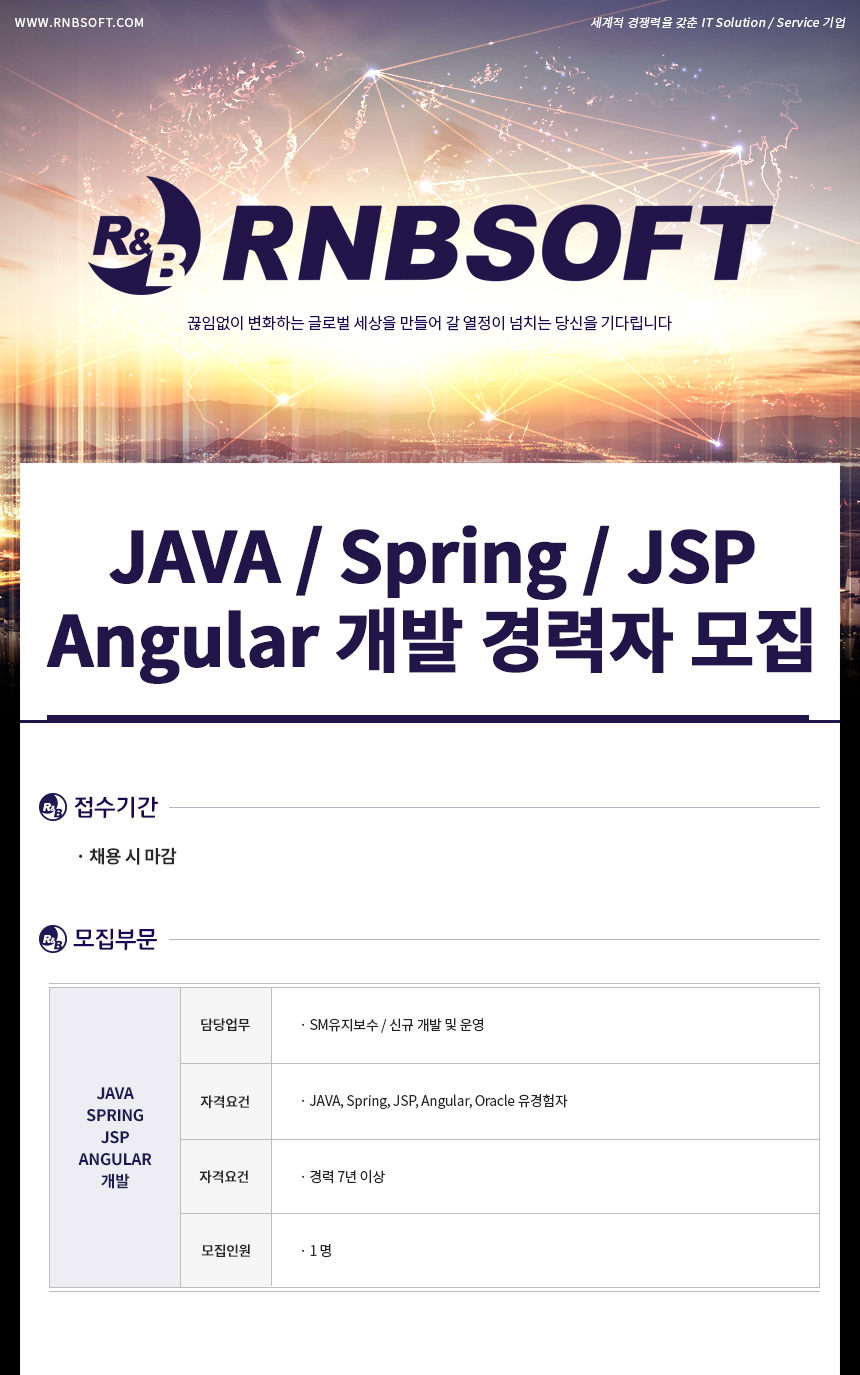 WWW.RNBSOFT.COM
세계적 경쟁력을 갖춘 IT Solution / Service 기업
R&B RNBSOFT
끊임없이 변화하는 글로벌 세상을 만들어 갈 열정이 넘치는 당신을 기다립니다
JAVA / Spring / JSP
Angular 개발 경력자 모집
R&B 접수기간
· 채용 시 마감
R&B 모집부문
JAVA
SPRING
JSP
ANGULAR
개발
담당업무
· SM유지보수 / 신규 개발 및 운영
자격요건
· JAVA, Spring, JSP, Angular, Oracle 유경험자
자격요건
· 경력 7년 이상
모집인원
· 1 명